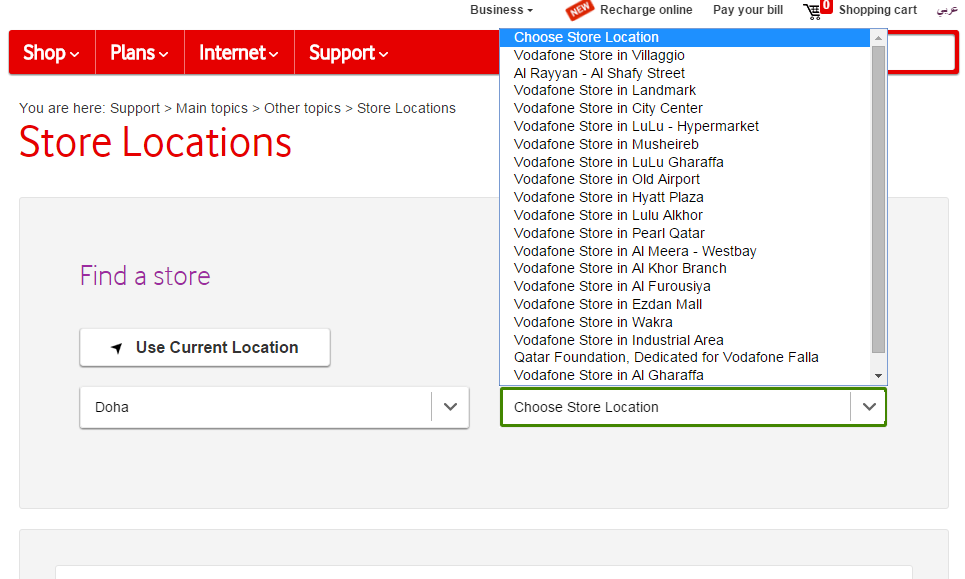 Business
NEW
Recharge online
Pay your bill
0
Shopping cart
عربي
Shop
Plans
Internet
Support
You are here: Support > Main topics > Other topics > Store Locations
Store Locations
Find a store
Use Current Location
Doha
Choose Store Location
Vodafone Store in Villaggio
Al Rayyan - Al Shafy Street
Vodafone Store in Landmark
Vodafone Store in City Center
Vodafone Store in LuLu - Hypermarket
Vodafone Store in Musheireb
Vodafone Store in LuLu Gharaffa
Vodafone Store in Old Airport
Vodafone Store in Hyatt Plaza
Vodafone Store in Lulu Alkhor
Vodafone Store in Pearl Qatar
Vodafone Store in Al Meera - Westbay
Vodafone Store in Al Khor Branch
Vodafone Store in Al Furousiya
Vodafone Store in Ezdan Mall
Vodafone Store in Wakra
Vodafone Store in Industrial Area
Qatar Foundation, Dedicated for Vodafone Falla
Vodafone Store in Al Gharaffa
Choose Store Location